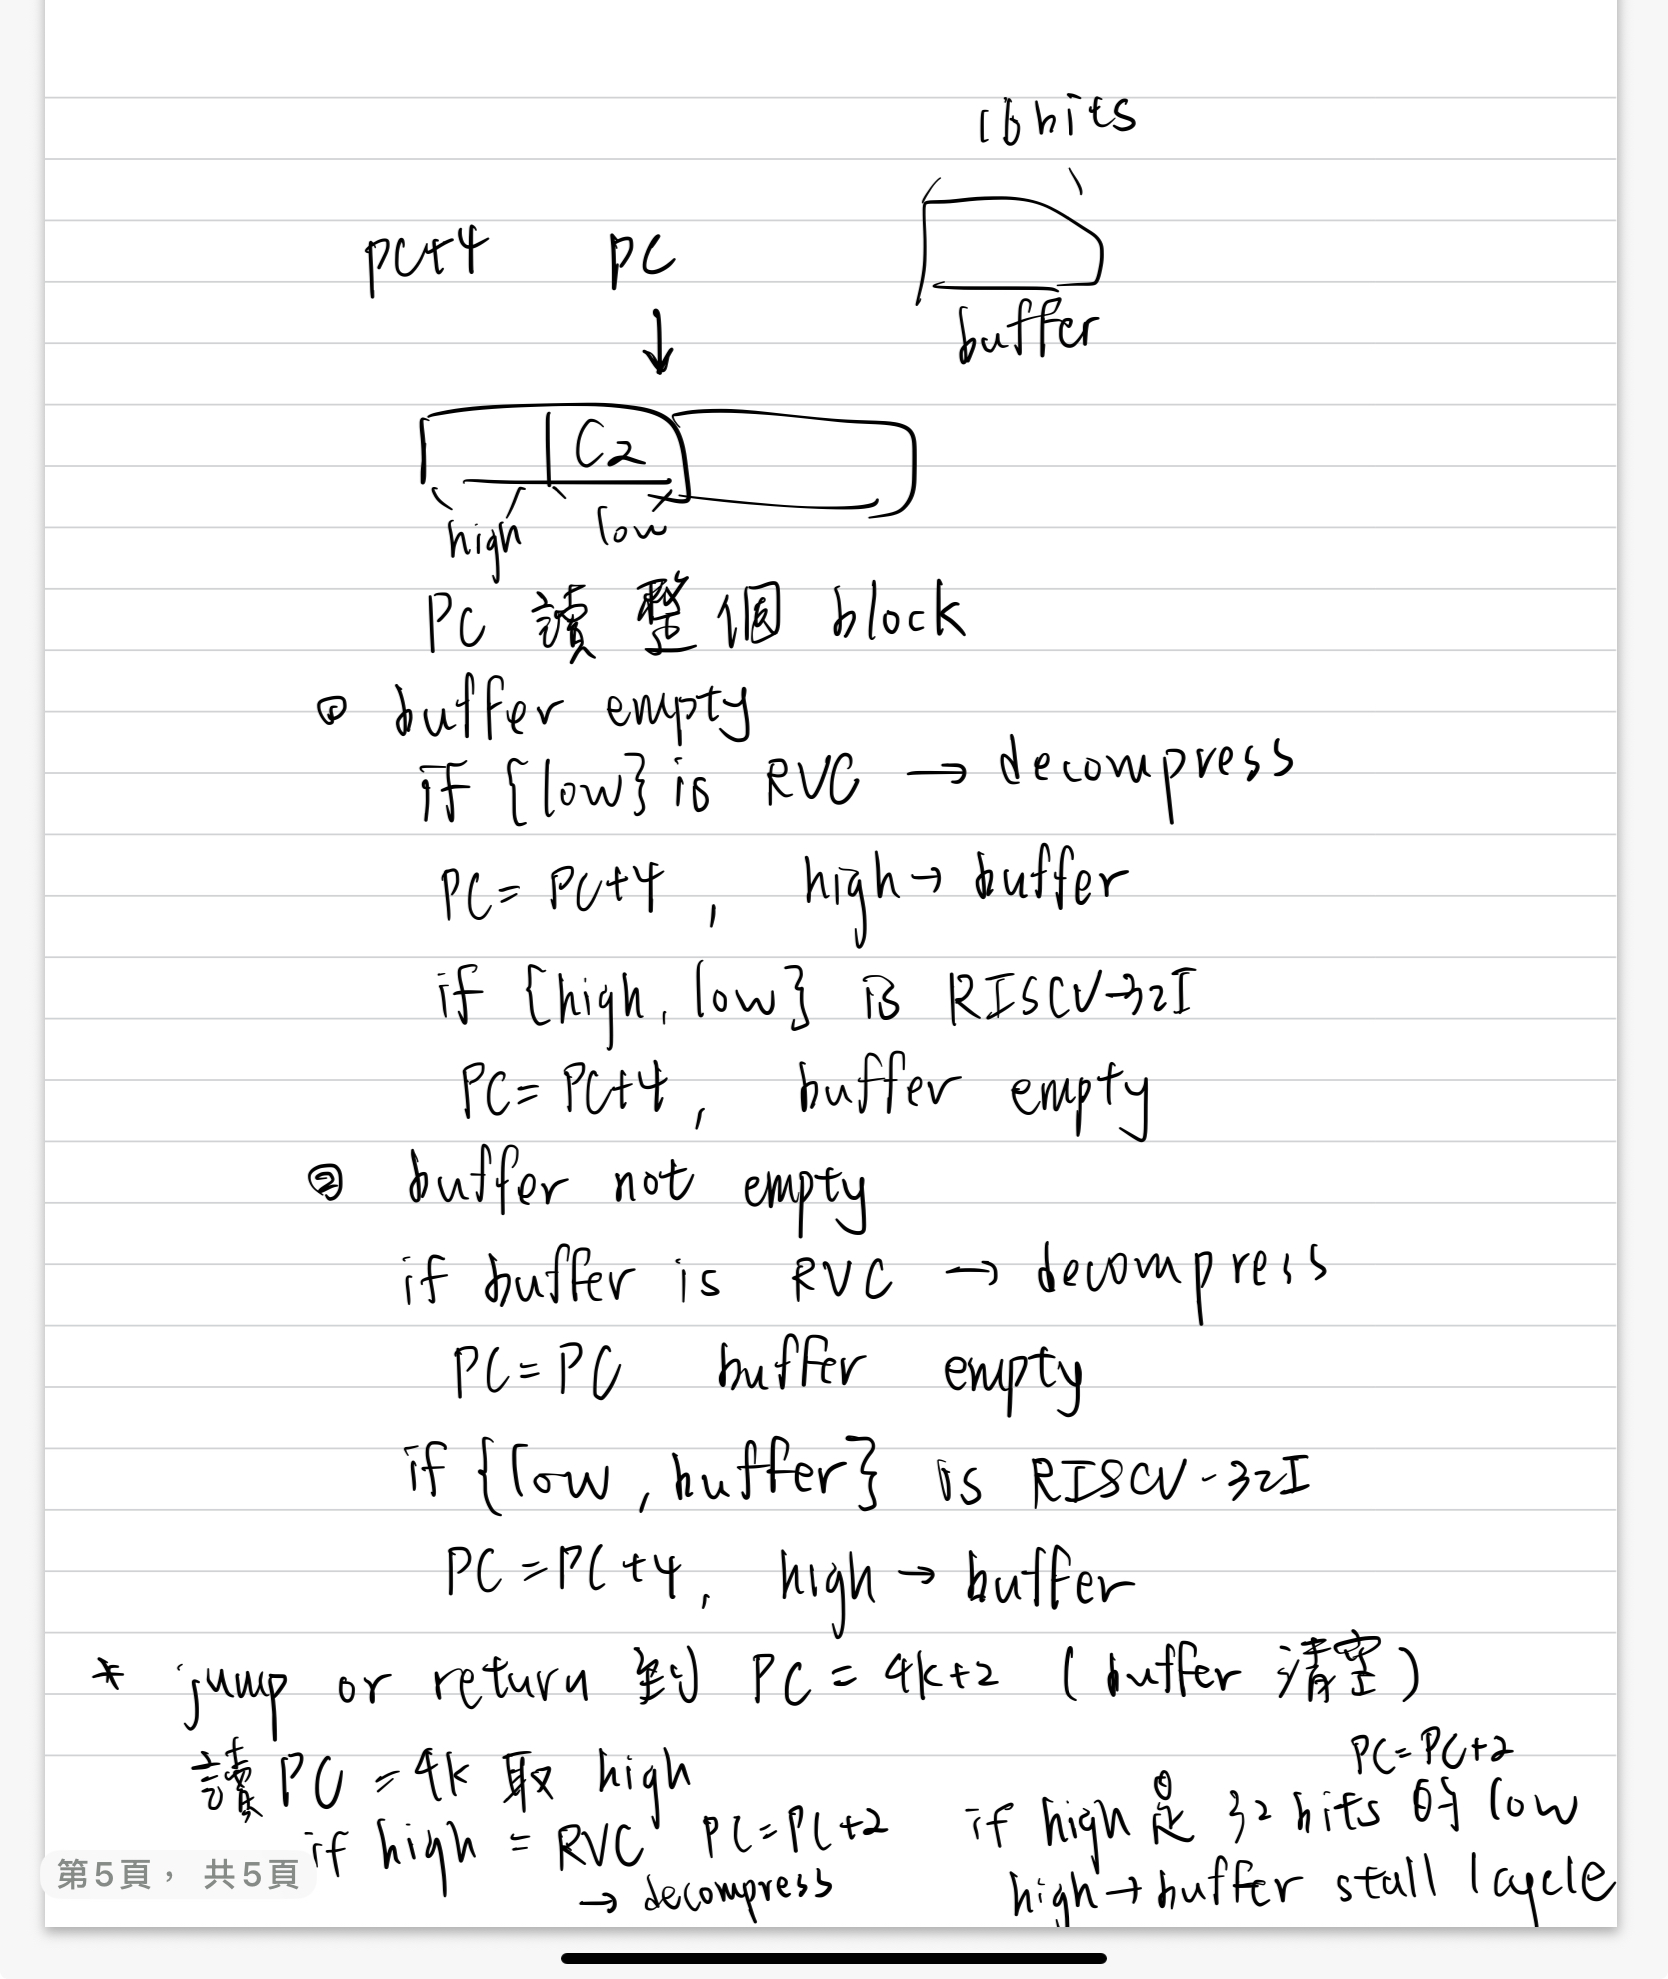 16 bits
PC+4 PC
buffer
C2
high low
PC 讀 整個 block
① buffer empty
if {low} is RVC → decompress
PC = PC+4 , high → buffer
if {high, low} is RISCV-32I
PC = PC+4 , buffer empty
② buffer not empty
if buffer is RVC → decompress
PC = PC buffer empty
if {low , buffer} is RISCV-32I
PC = PC+4 , high → buffer
* jump or return 到 PC = 4k+2 ( buffer 清空 )
讀 PC = 4k 取 high
PC = PC+2
if high = RVC PC = PC+2 if high 是 32 bits 的 low
→ decompress high → buffer stall 1 cycle
第5頁， 共5頁